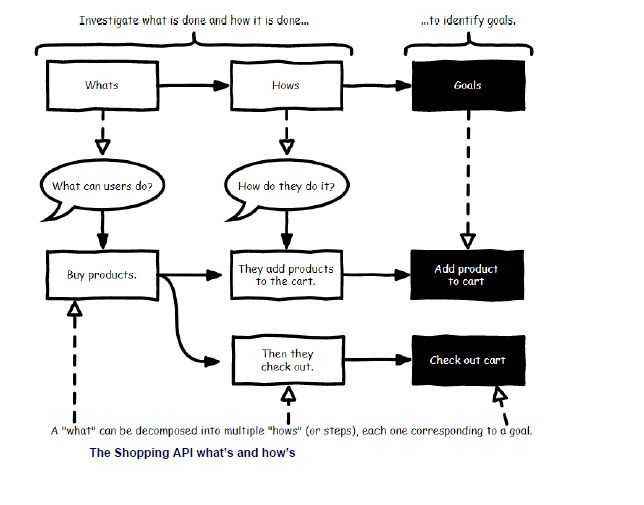 Investigate what is done and how it is done...
...to identify goals.
Whats
Hows
Goals
What can users do?
How do they do it?
Buy products.
They add products
to the cart.
Add product
to cart
Then they
check out.
Check out cart
A "what" can be decomposed into multiple "hows" (or steps), each one corresponding to a goal.
The Shopping API what's and how's